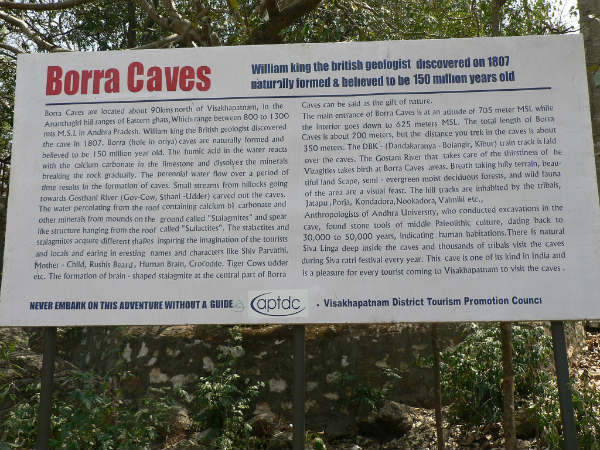 Borra Caves
William king the british geologist discovered on 1807
naturally formed & believed to be 150 million years old
Borra Caves are located about 90kms north of Visakhapatnam, in the
Ananthagiri hill ranges of Eastern ghats, Which range between 800 to 1300
mts M.S.L in Andhra Pradesh. William king the British geologist discovered
the cave in 1807. Borra (hole in oriya) caves are naturally formed and
believed to be 150 million year old. The humic acid in the water reacts
with the calcium carbonate in the limestone and dissolves the minerals
breaking the rock gradually. The perennial water flow over a period of
time results in the formation of caves. Small streams from hillocks going
towards Gosthani River (Gov-Cow, Sthani -Udder) carved out the caves.
The water percolating from the roof containing calcium bi carbonate and
other minerals from mounds on the ground called "Stalagmites" and spear
like structure hanging from the roof called "Stalactites". The stalactites and
stalagmites acquire different shapes inspiring the imagination of the tourists
and locals and earing in eresting names and characters like Shiv Parvathi,
Mother - Child, Rushis Beard, Human Brain, Crocodile, Tiger Cows udder
etc. The formation of brain - shaped stalagmite at the central part of Borra
Caves can be said as the gift of nature.
The main entrance of Borra Caves is at an altitude of 705 meter MSL while
the interior goes down to 625 meters MSL. The total length of Borra
Caves is about 200 meters, but the distance you trek in the caves is about
350 meters. The DBK - (Dandakaranya - Bolangir, Kibur) train track is laid
over the caves. The Gostani River that takes care of the thirstiness of the
Vizagities takes birth at Borra Caves areas. Breath taking hilly terrain, beau-
tiful land scape, semi - evergreen moist deciduous forests, and wild fauna
of the area are a visual feast. The hill tracks are inhabited by the tribals,
Jatapu, Porja, Kondadora, Nookadora, Valmiki etc.,
Anthropologists of Andhra University, who conducted excavations in the
cave, found stone tools of middle Paleolithic culture, dating back to
30,000 to 50,000 years, indicating human habitations. There is natural
Siva Linga deep inside the caves and thousands of tribals visit the caves
during Siva ratri festival every year. This cave is one of its kind in India and
is a pleasure for every tourist coming to Visakhapatnam to visit the caves .
NEVER EMBARK ON THIS ADVENTURE WITHOUT A GUIDE
aptdc
- Visakhapatnam District Tourism Promotion Counci